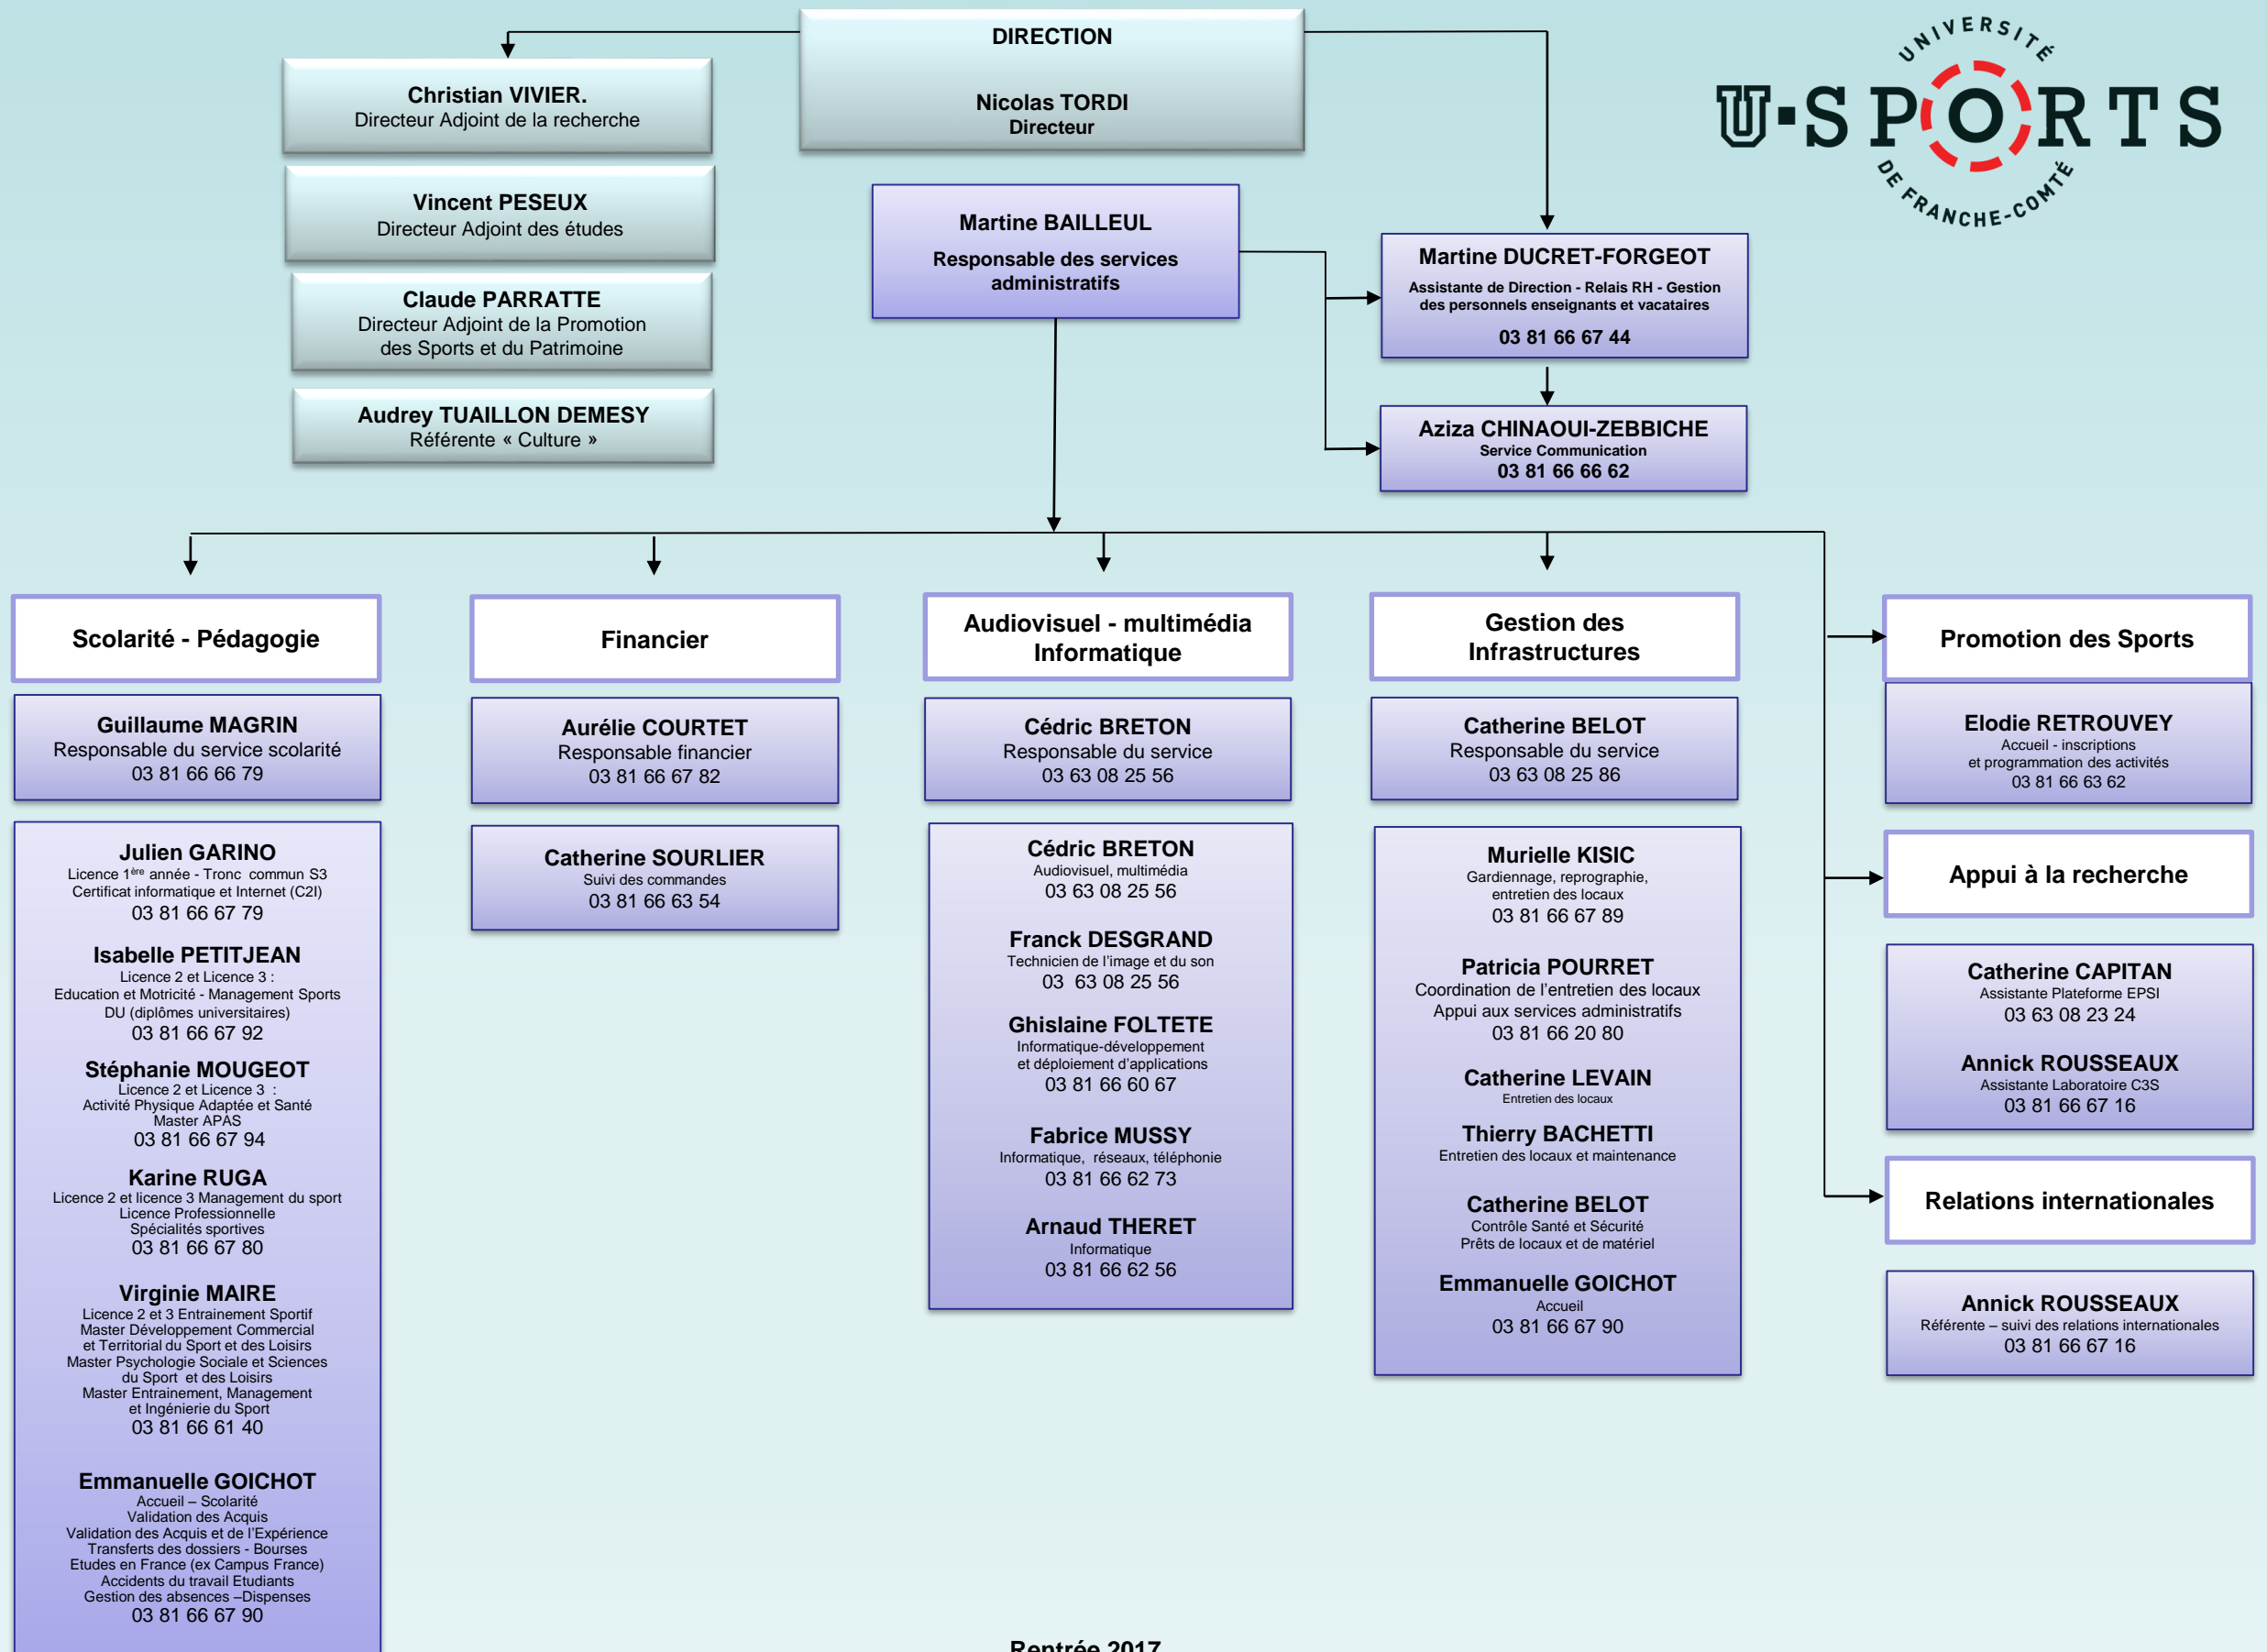 DIRECTION
Nicolas TORDI
Directeur
UNIVERSITÉ
U-SPORTS
DE FRANCHE-COMTÉ
Christian VIVIER.
Directeur Adjoint de la recherche
Vincent PESEUX
Directeur Adjoint des études
Claude PARRATTE
Directeur Adjoint de la Promotion
des Sports et du Patrimoine
Audrey TUAILLON DEMESY
Référente « Culture »
Martine BAILLEUL
Responsable des services
administratifs
Martine DUCRET-FORGEOT
Assistante de Direction - Relais RH - Gestion
des personnels enseignants et vacataires
03 81 66 67 44
Aziza CHINAOUI-ZEBBICHE
Service Communication
03 81 66 66 62
Scolarité - Pédagogie
Guillaume MAGRIN
Responsable du service scolarité
03 81 66 66 79
Julien GARINO
Licence 1ère année - Tronc commun S3
Certificat informatique et Internet (C2I)
03 81 66 67 79
Isabelle PETITJEAN
Licence 2 et Licence 3 :
Education et Motricité - Management Sports
DU (diplômes universitaires)
03 81 66 67 92
Stéphanie MOUGEOT
Licence 2 et Licence 3 :
Activité Physique Adaptée et Santé
Master APAS
03 81 66 67 94
Karine RUGA
Licence 2 et licence 3 Management du sport
Licence Professionnelle
Spécialités sportives
03 81 66 67 80
Virginie MAIRE
Licence 2 et 3 Entrainement Sportif
Master Développement Commercial
et Territorial du Sport et des Loisirs
Master Psychologie Sociale et Sciences
du Sport et des Loisirs
Master Entrainement, Management
et Ingénierie du Sport
03 81 66 61 40
Emmanuelle GOICHOT
Accueil – Scolarité
Validation des Acquis
Validation des Acquis et de l'Expérience
Transferts des dossiers - Bourses
Etudes en France (ex Campus France)
Accidents du travail Etudiants
Gestion des absences –Dispenses
03 81 66 67 90
Financier
Aurélie COURTET
Responsable financier
03 81 66 67 82
Catherine SOURLIER
Suivi des commandes
03 81 66 63 54
Audiovisuel - multimédia
Informatique
Cédric BRETON
Responsable du service
03 63 08 25 56
Cédric BRETON
Audiovisuel, multimédia
03 63 08 25 56
Franck DESGRAND
Technicien de l'image et du son
03 63 08 25 56
Ghislaine FOLTETE
Informatique-développement
et déploiement d'applications
03 81 66 60 67
Fabrice MUSSY
Informatique, réseaux, téléphonie
03 81 66 62 73
Arnaud THERET
Informatique
03 81 66 62 56
Gestion des
Infrastructures
Catherine BELOT
Responsable du service
03 63 08 25 86
Murielle KISIC
Gardiennage, reprographie,
entretien des locaux
03 81 66 67 89
Patricia POURRET
Coordination de l'entretien des locaux
Appui aux services administratifs
03 81 66 20 80
Catherine LEVAIN
Entretien des locaux
Thierry BACHETTI
Entretien des locaux et maintenance
Catherine BELOT
Contrôle Santé et Sécurité
Prêts de locaux et de matériel
Emmanuelle GOICHOT
Accueil
03 81 66 67 90
Promotion des Sports
Elodie RETROUVEY
Accueil - inscriptions
et programmation des activités
03 81 66 63 62
Appui à la recherche
Catherine CAPITAN
Assistante Plateforme EPSI
03 63 08 23 24
Annick ROUSSEAUX
Assistante Laboratoire C3S
03 81 66 67 16
Relations internationales
Annick ROUSSEAUX
Référente – suivi des relations internationales
03 81 66 67 16
Rentrée 2017